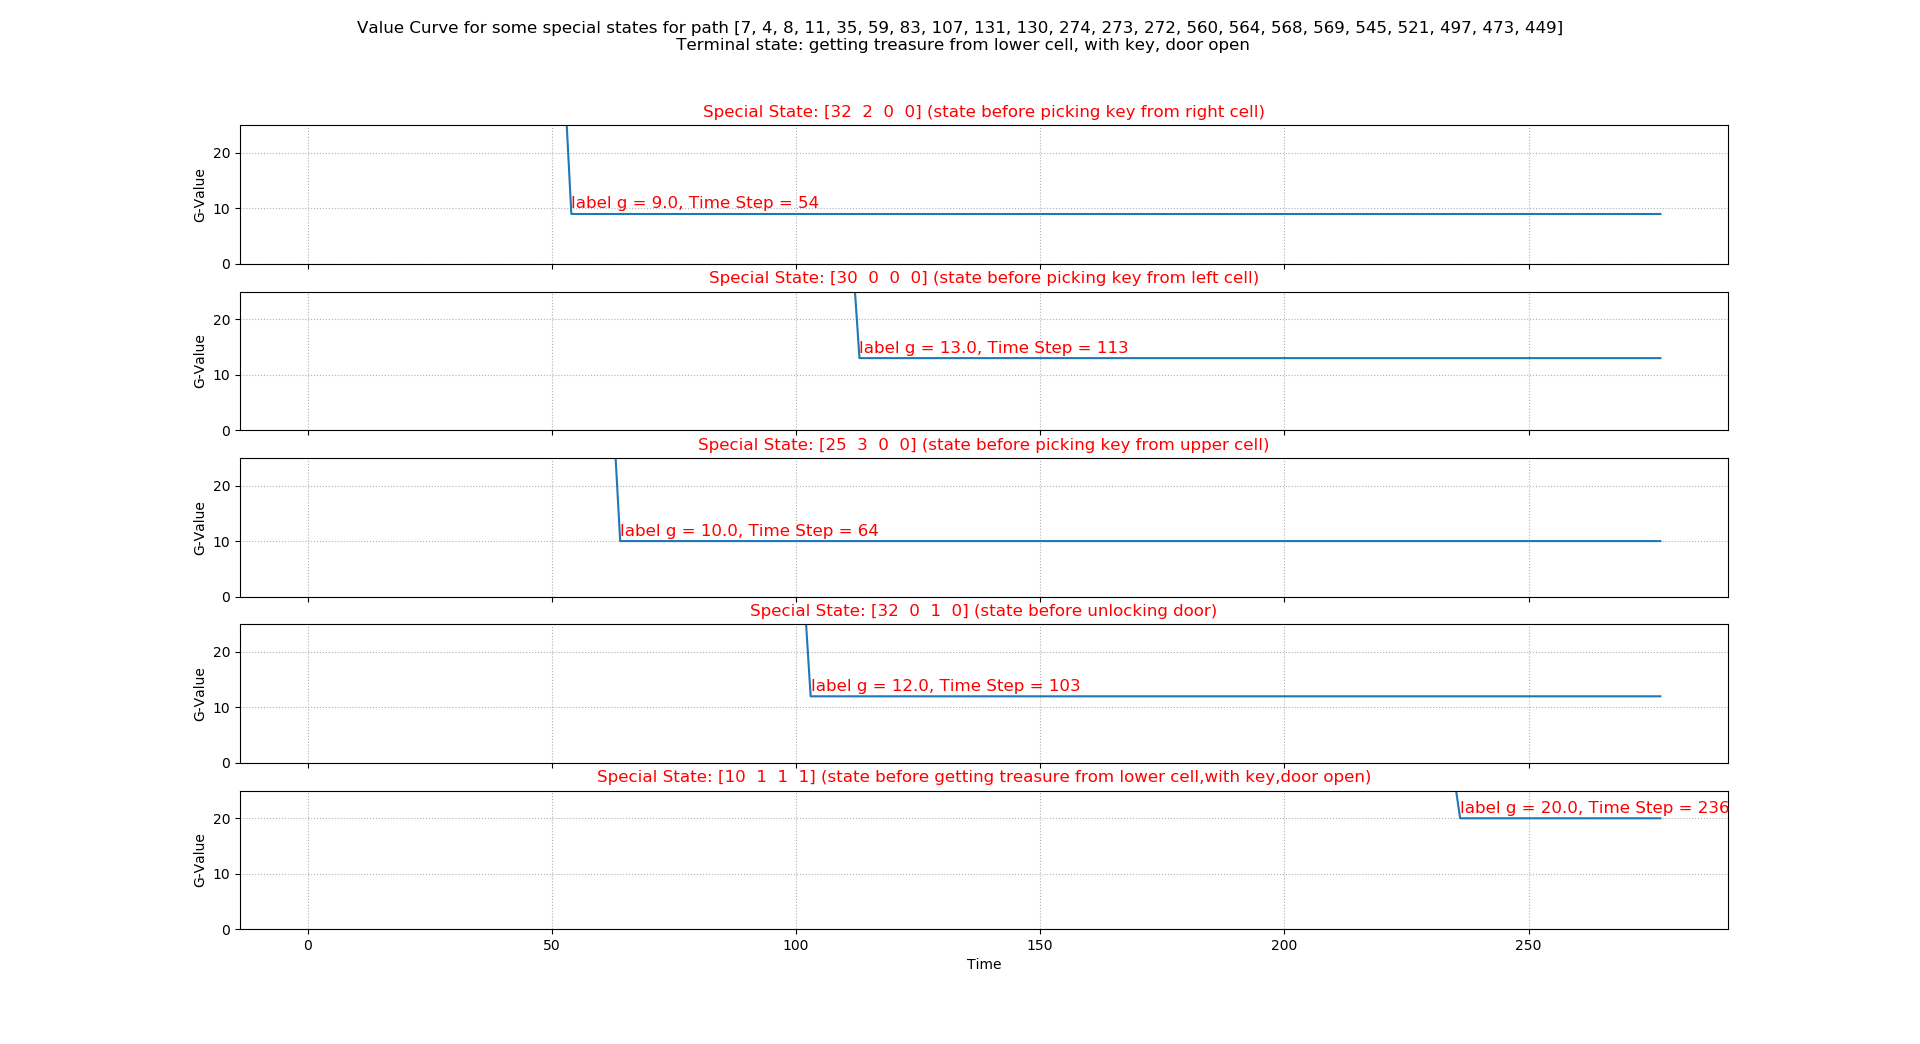 Value Curve for some special states for path [7, 4, 8, 11, 35, 59, 83, 107, 131, 130, 274, 273, 272, 560, 564, 568, 569, 545, 521, 497, 473, 449]
Terminal state: getting treasure from lower cell, with key, door open
Special State: [32  2  0  0] (state before picking key from right cell)
20
10
0
G-Value
label g = 9.0, Time Step = 54
Special State: [30  0  0  0] (state before picking key from left cell)
20
10
0
G-Value
label g = 13.0, Time Step = 113
Special State: [25  3  0  0] (state before picking key from upper cell)
20
10
0
G-Value
label g = 10.0, Time Step = 64
Special State: [32  0  1  0] (state before unlocking door)
20
10
0
G-Value
label g = 12.0, Time Step = 103
Special State: [10  1  1  1] (state before getting treasure from lower cell,with key,door open)
20
10
0
G-Value
label g = 20.0, Time Step = 236
0 50 100 150 200 250
Time